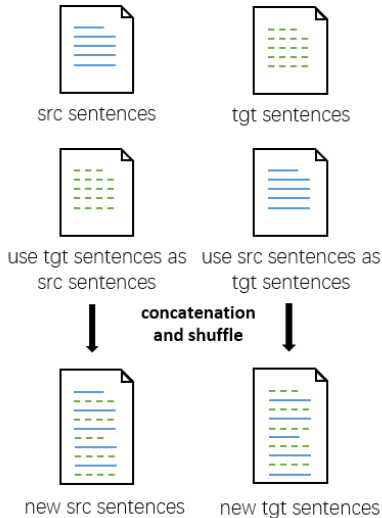 src sentences
tgt sentences
use tgt sentences as
src sentences
use src sentences as
tgt sentences
concatenation
and shuffle
new src sentences
new tgt sentences